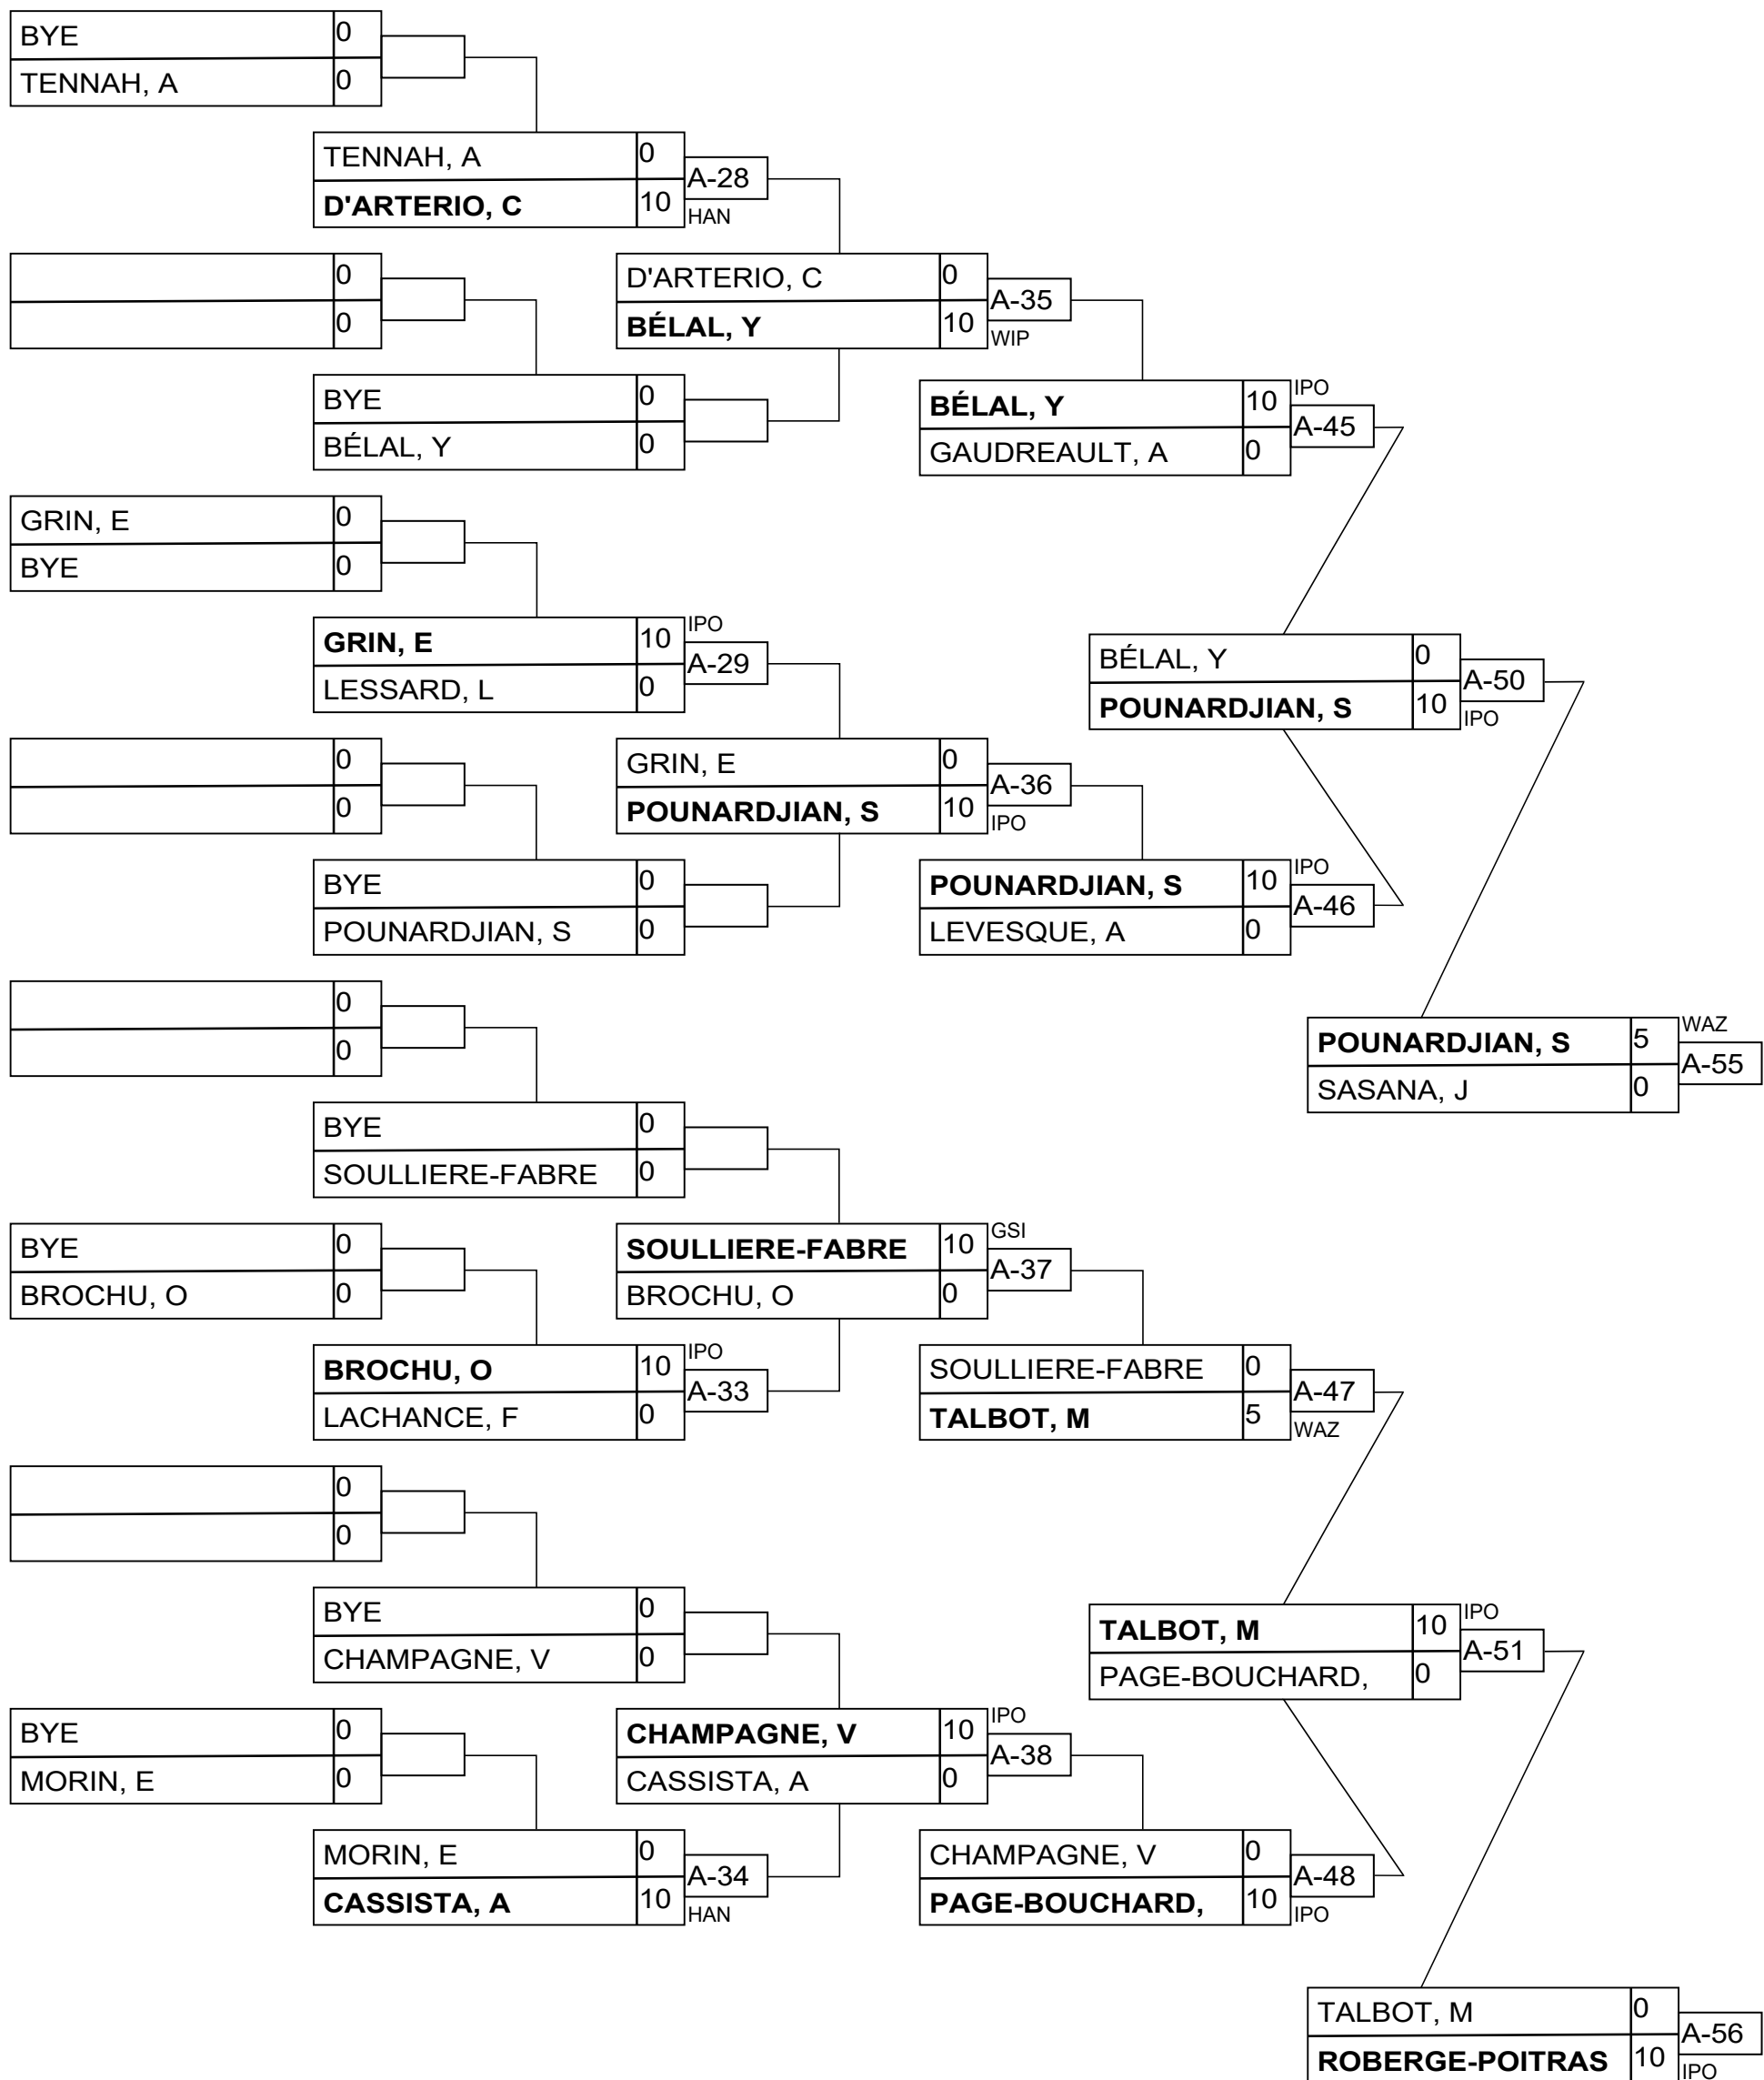 BYE 0
TENNAH, A 0
TENNAH, A 0
A-28
D'ARTERIO, C 10
HAN
0
0
D'ARTERIO, C 0
A-35
BÉLAL, Y 10
WIP
BYE 0
BÉLAL, Y 0
BÉLAL, Y 10 IPO
A-45
GAUDREAULT, A 0
GRIN, E 0
BYE 0
GRIN, E 10 IPO
A-29
LESSARD, L 0
BÉLAL, Y 0
A-50
POUNARDJIAN, S 10
IPO
0
0
GRIN, E 0
A-36
POUNARDJIAN, S 10
IPO
BYE 0
POUNARDJIAN, S 0
POUNARDJIAN, S 10 IPO
A-46
LEVESQUE, A 0
0
0
POUNARDJIAN, S 5 WAZ
A-55
SASANA, J 0
BYE 0
SOULLIERE-FABRE 0
BYE 0
BROCHU, O 0
SOULLIERE-FABRE 10 GSI
A-37
BROCHU, O 0
BROCHU, O 10 IPO
A-33
LACHANCE, F 0
SOULLIERE-FABRE 0
A-47
TALBOT, M 5
WAZ
0
0
BYE 0
CHAMPAGNE, V 0
TALBOT, M 10 IPO
A-51
PAGE-BOUCHARD, 0
BYE 0
MORIN, E 0
CHAMPAGNE, V 10 IPO
A-38
CASSISTA, A 0
MORIN, E 0
A-34
CASSISTA, A 10
HAN
CHAMPAGNE, V 0
A-48
PAGE-BOUCHARD, 10
IPO
TALBOT, M 0
A-56
ROBERGE-POITRAS 10
IPO